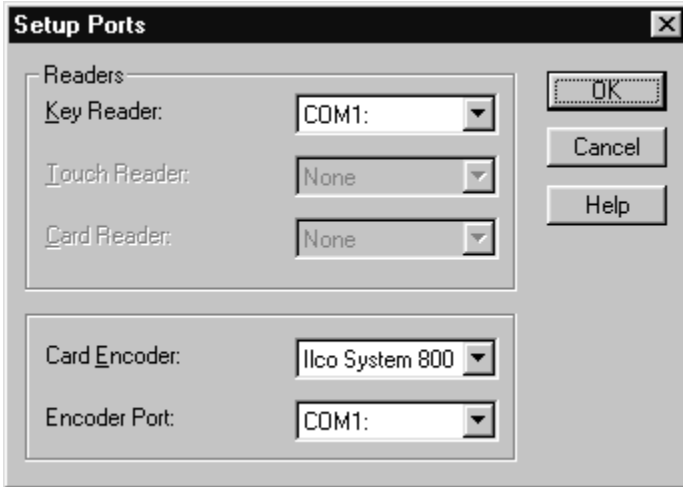 Setup Ports
Readers
Key Reader: COM1:
OK
Touch Reader: None
Cancel
Card Reader: None
Help
Card Encoder: Ilco System 800
Encoder Port: COM1: